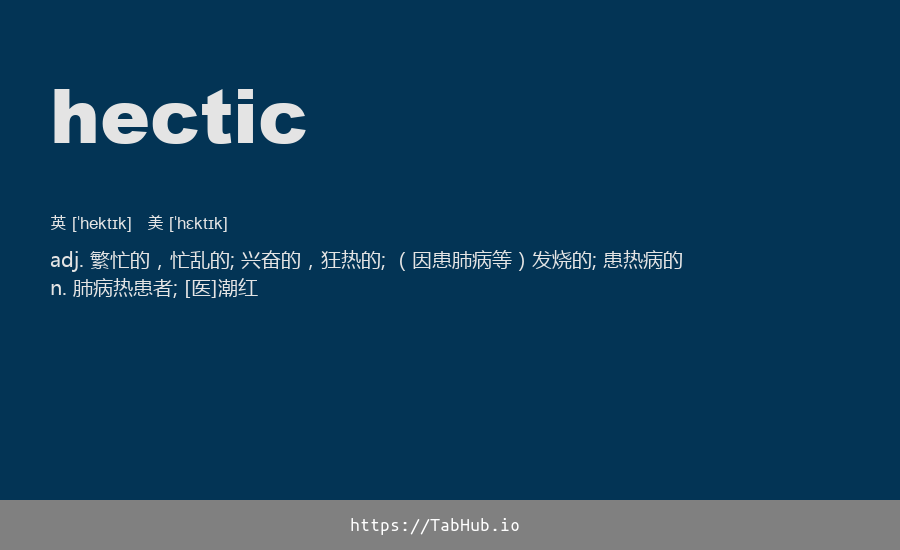 hectic
英 [ˈhektɪk] 美 [ˈhɛktɪk]
adj. 繁忙的，忙乱的; 兴奋的，狂热的; （因患肺病等）发烧的; 患热病的
n. 肺病热患者; [医]潮红
https://TabHub.io